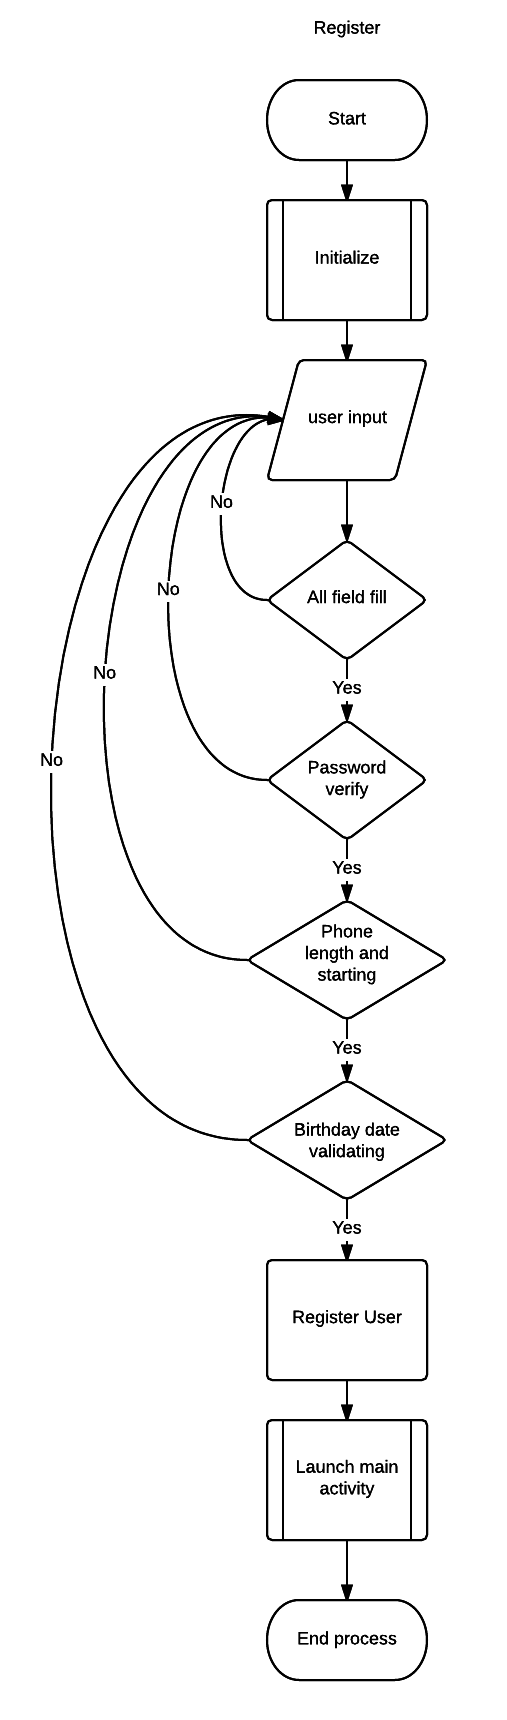 Register
Start
Initialize
user input
No
All field fill
No
No
Yes
No
Password
verify
Yes
Phone
length and
starting
Yes
Birthday date
validating
Yes
Register User
Launch main
activity
End process